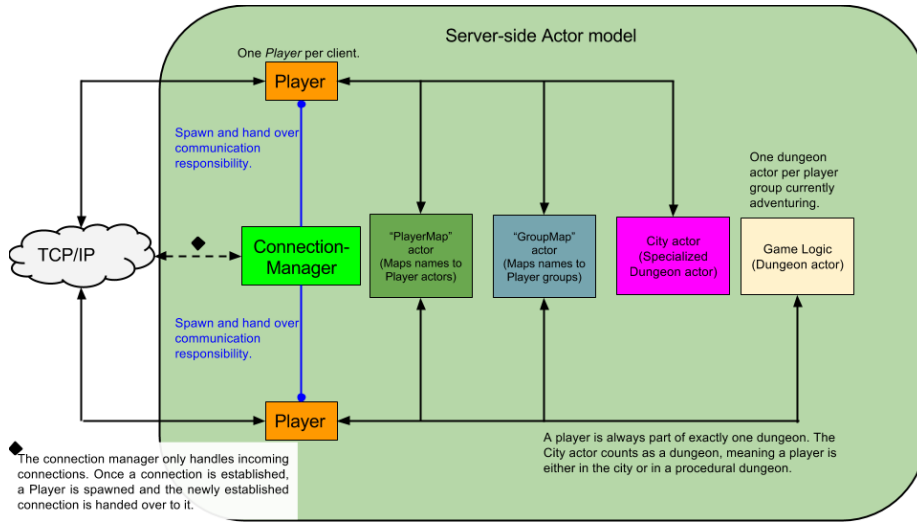 Server-side Actor model
One Player per client.
Player
Spawn and hand over
communication
responsibility.
One dungeon
actor per player
group currently
adventuring.
TCP/IP
Connection-
Manager
“PlayerMap”
actor
(Maps names to
Player actors)
“GroupMap”
actor
(Maps names to
Player groups)
City actor
(Specialized
Dungeon actor)
Game Logic
(Dungeon actor)
Spawn and hand over
communication
responsibility.
Player
A player is always part of exactly one dungeon. The
City actor counts as a dungeon, meaning a player is
either in the city or in a procedural dungeon.
The connection manager only handles incoming
connections. Once a connection is established,
a Player is spawned and the newly established
connection is handed over to it.